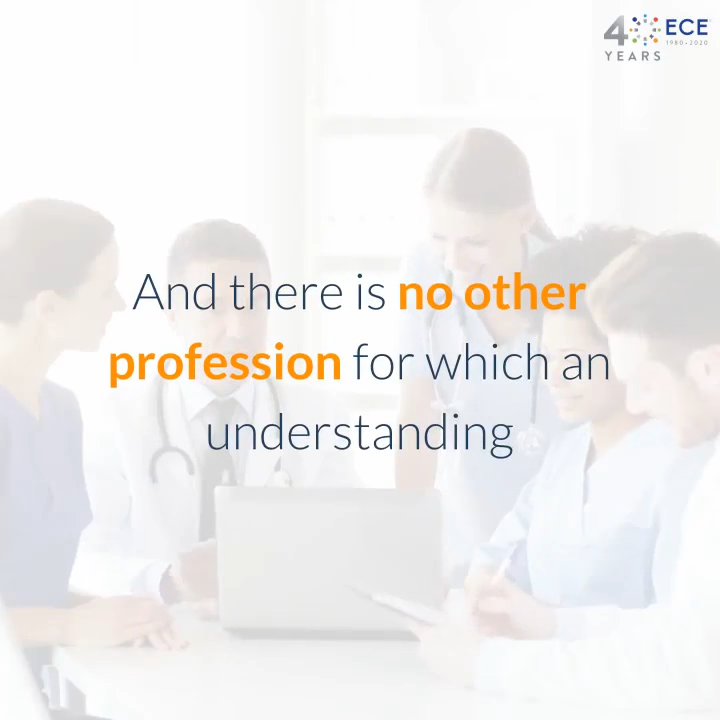 40 ECE
1980-2020
YEARS
And there is no other
profession for which an
understanding